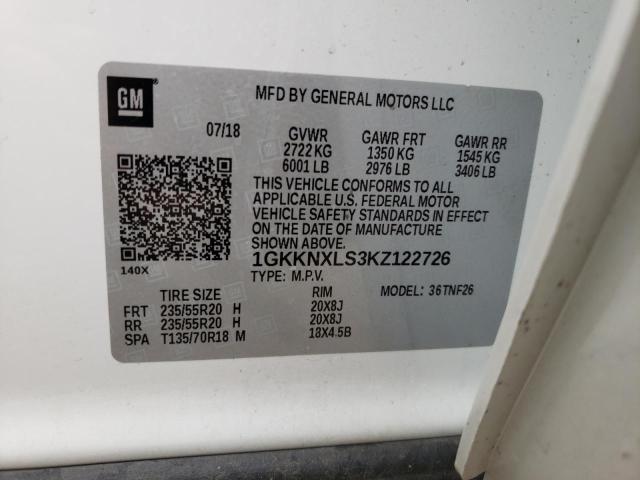 GM
MFD BY GENERAL MOTORS LLC
07/18 GVWR GAWR FRT GAWR RR
2722 KG 1350 KG 1545 KG
6001 LB 2976 LB 3406 LB
THIS VEHICLE CONFORMS TO ALL
APPLICABLE U.S. FEDERAL MOTOR
VEHICLE SAFETY STANDARDS IN EFFECT
ON THE DATE OF MANUFACTURE
SHOWN ABOVE.
1GKKNXLS3KZ122726
140X
TYPE: M.P.V. MODEL: 36TNF26
TIRE SIZE RIM
FRT 235/55R20 H 20X8J
RR 235/55R20 H 20X8J
SPA T135/70R18 M 18X4.5B